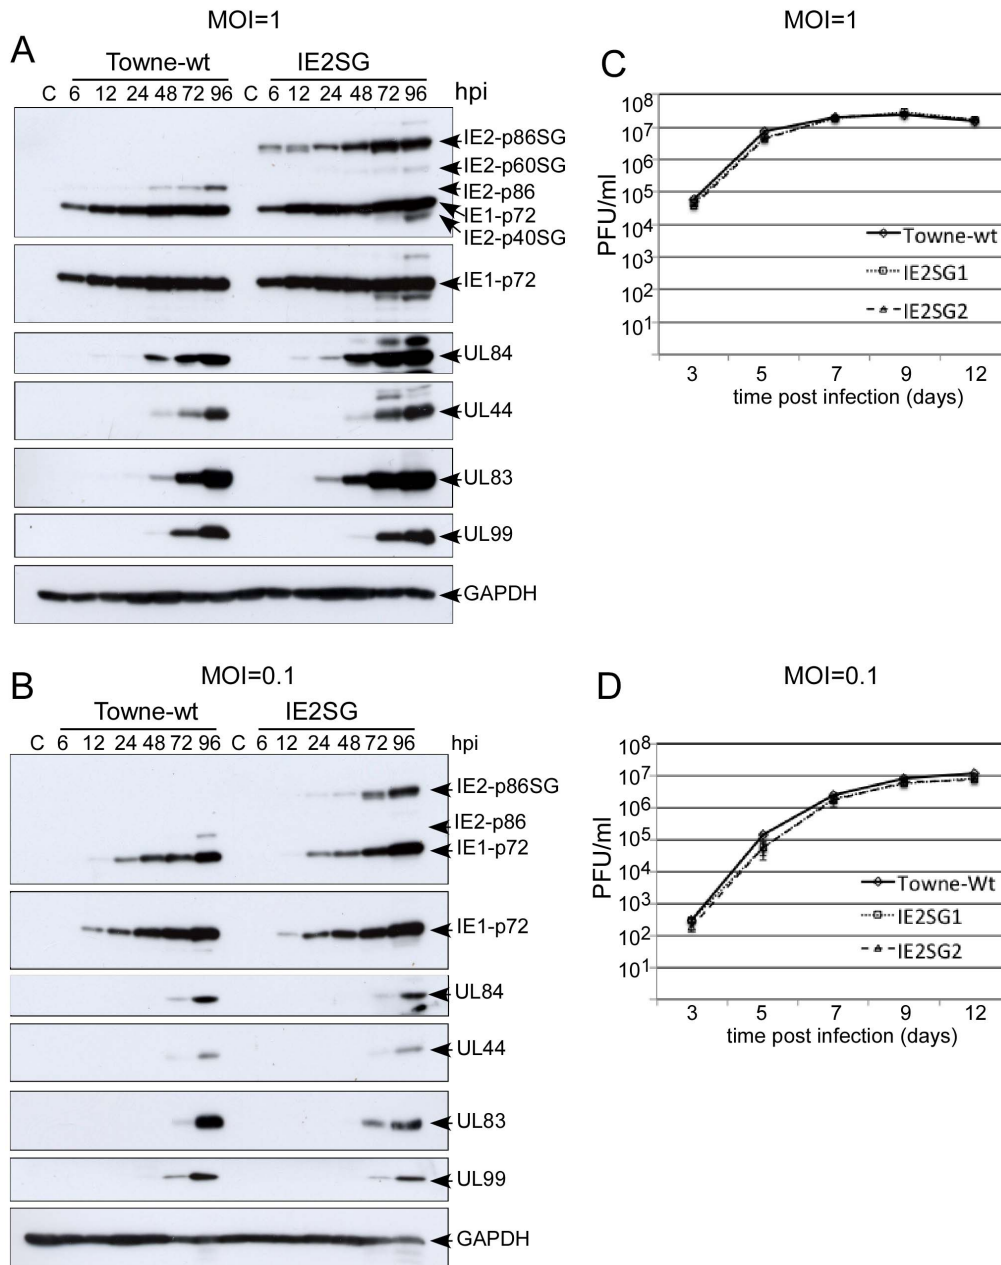 MOI=1
A
Towne-wt IE2SG
C 6 12 24 48 72 96 C 6 12 24 48 72 96 hpi
IE2-p86SG
IE2-p60SG
IE2-p86
IE1-p72
IE2-p40SG
IE1-p72
UL84
UL44
UL83
UL99
GAPDH
MOI=1
C
PFU/ml
10^8
10^7
10^6
10^5
10^4
10^3
10^2
10^1
Towne-wt
IE2SG1
IE2SG2
3 5 7 9 12
time post infection (days)
MOI=0.1
B
Towne-wt IE2SG
C 6 12 24 48 72 96 C 6 12 24 48 72 96 hpi
IE2-p86SG
IE2-p86
IE1-p72
IE1-p72
UL84
UL44
UL83
UL99
GAPDH
MOI=0.1
D
PFU/ml
10^8
10^7
10^6
10^5
10^4
10^3
10^2
10^1
Towne-Wt
IE2SG1
IE2SG2
3 5 7 9 12
time post infection (days)